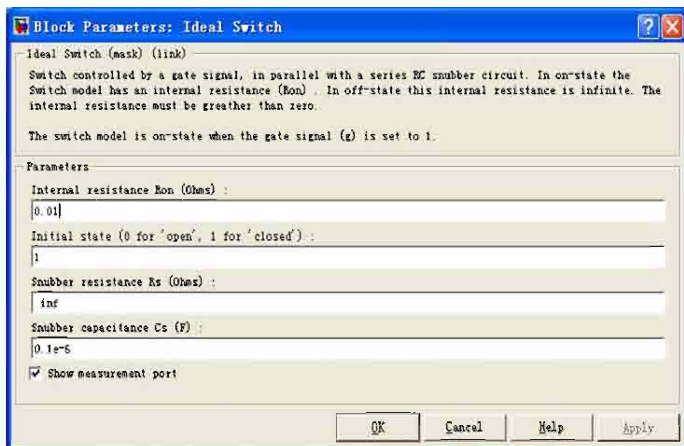 Block Parameters: Ideal Switch
Ideal Switch (mask) (link)
Switch controlled by a gate signal, in parallel with a series RC snubber circuit. In on-state the
Switch model has an internal resistance (Ron) . In off-state this internal resistance is infinite. The
internal resistance must be greather than zero.
The switch model is on-state when the gate signal (g) is set to 1.
Parameters
Internal resistance Ron (Ohms) :
0.01
Initial state (0 for 'open', 1 for 'closed') :
1
Snubber resistance Rs (Ohms) :
inf
Snubber capacitance Cs (F) :
0.1e-6
Show measurement port
OK Cancel Help Apply